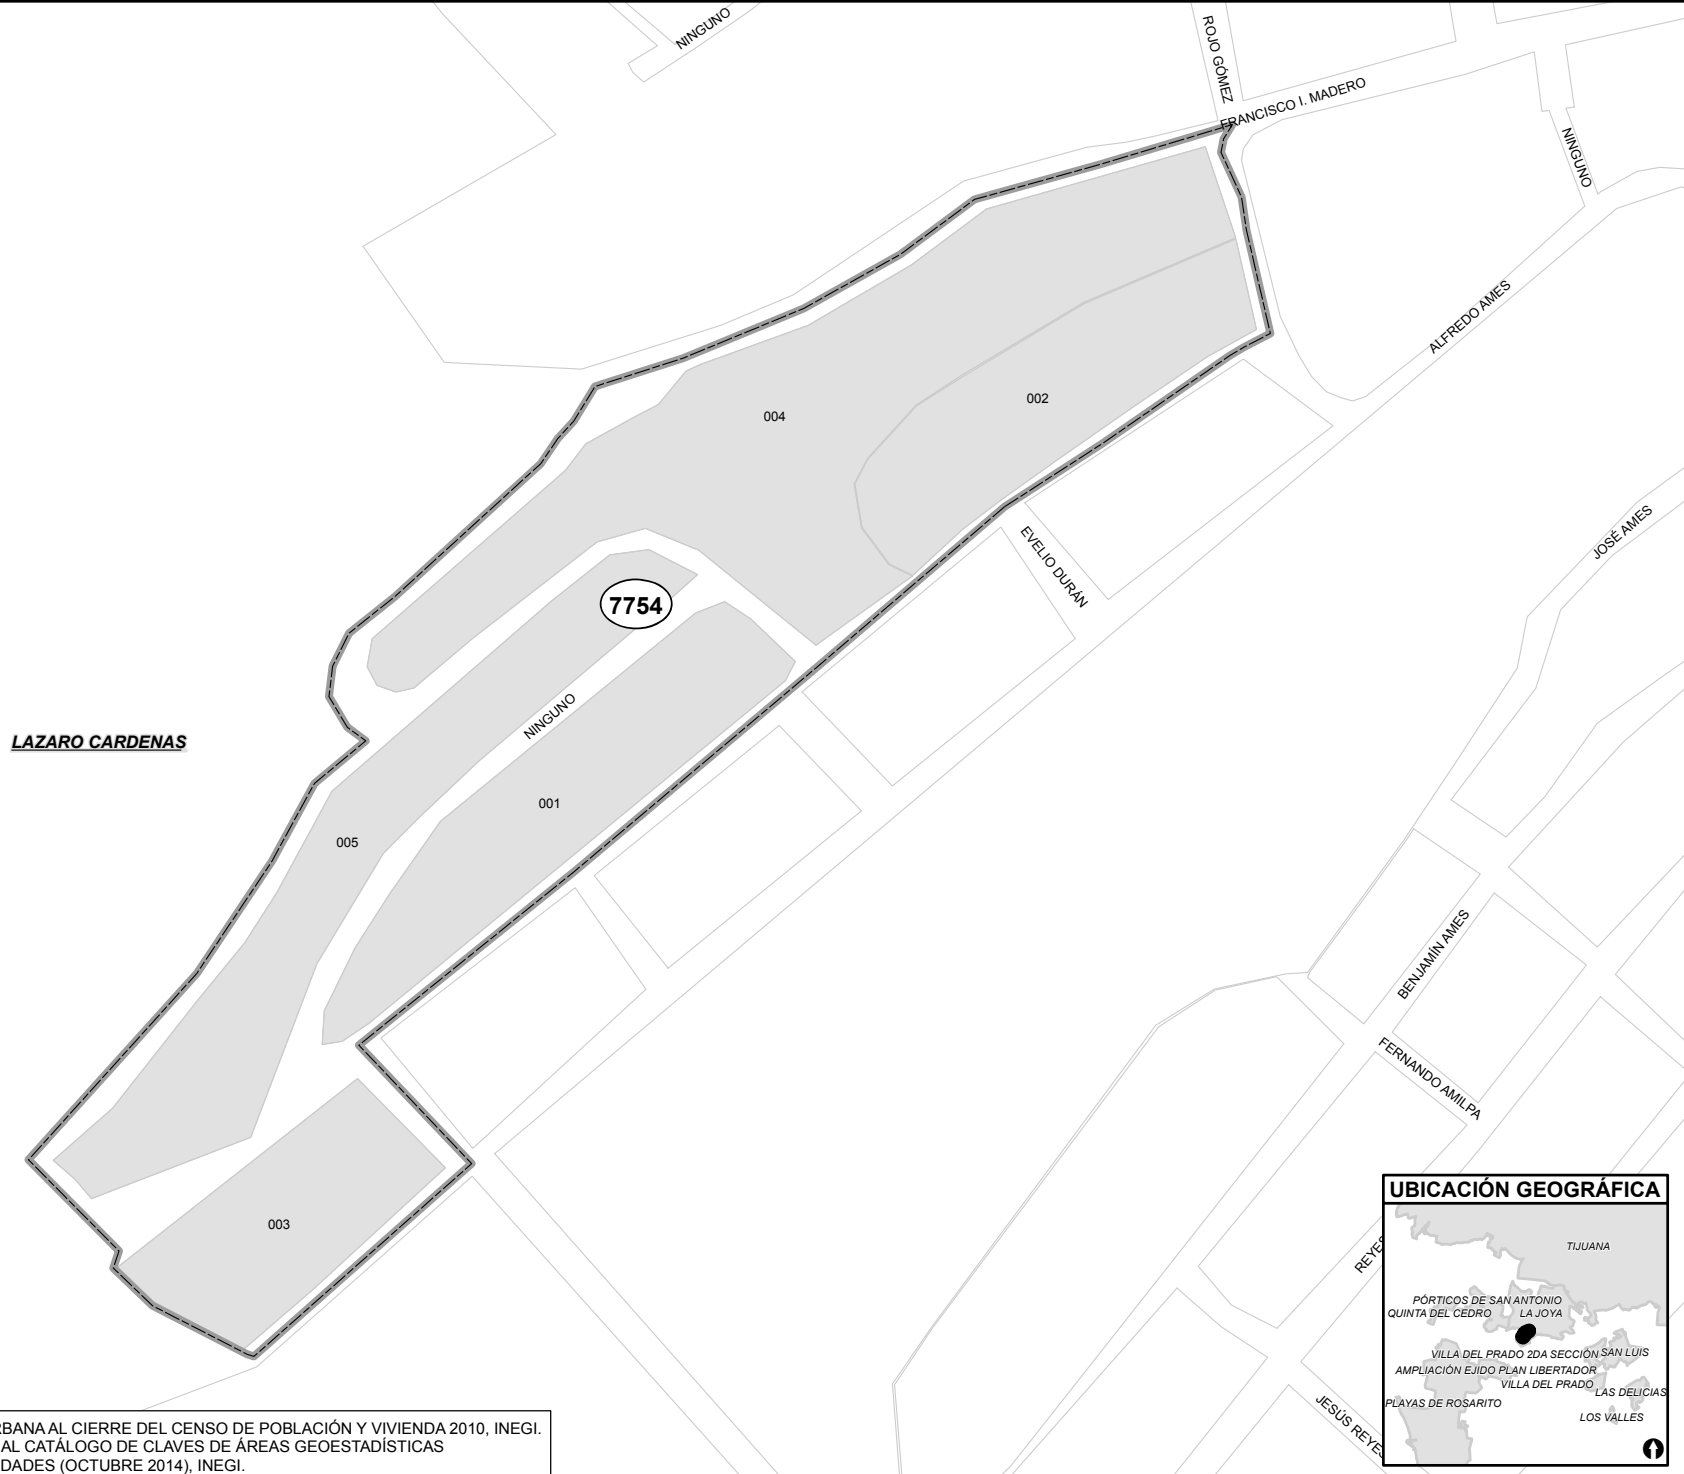 NINGUNO
ROJO GÓMEZ
FRANCISCO I. MADERO
NINGUNO
ALFREDO AMES
004
002
JOSÉ AMES
EVELIO DURÁN
7754
NINGUNO
LAZARO CARDENAS
001
005
BENJAMÍN AMES
FERNANDO AMILPA
003
REYES
JESÚS REYES
UBICACIÓN GEOGRÁFICA
TIJUANA
PÓRTICOS DE SAN ANTONIO
QUINTA DEL CEDRO LA JOYA
VILLA DEL PRADO 2DA SECCIÓN SAN LUIS
AMPLIACIÓN EJIDO PLAN LIBERTADOR
VILLA DEL PRADO
LAS DELICIAS
PLAYAS DE ROSARITO
LOS VALLES
RBANA AL CIERRE DEL CENSO DE POBLACIÓN Y VIVIENDA 2010, INEGI.
AL CATÁLOGO DE CLAVES DE ÁREAS GEOESTADÍSTICAS
DADES (OCTUBRE 2014), INEGI.